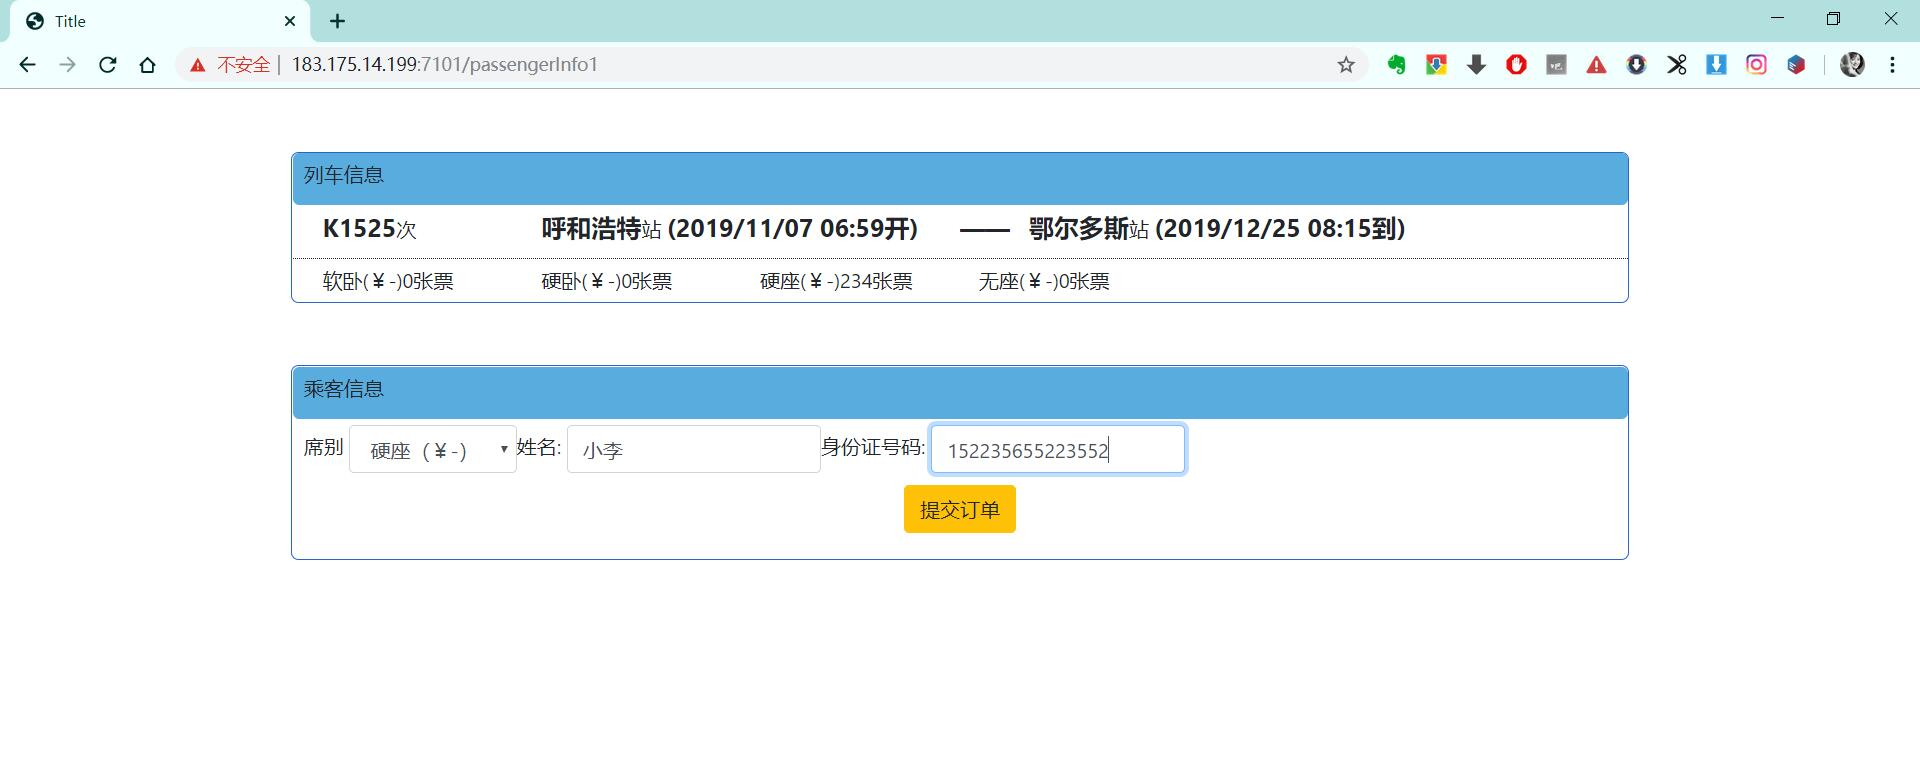 Title
不安全 | 183.175.14.199:7101/passengerInfo1
列车信息
K1525次 呼和浩特站 (2019/11/07 06:59开) —— 鄂尔多斯站 (2019/12/25 08:15到)
软卧(￥-)0张票 硬卧(￥-)0张票 硬座(￥-)234张票 无座(￥-)0张票
乘客信息
席别 硬座（￥-） 姓名: 小李 身份证号码: 152235655223552
提交订单